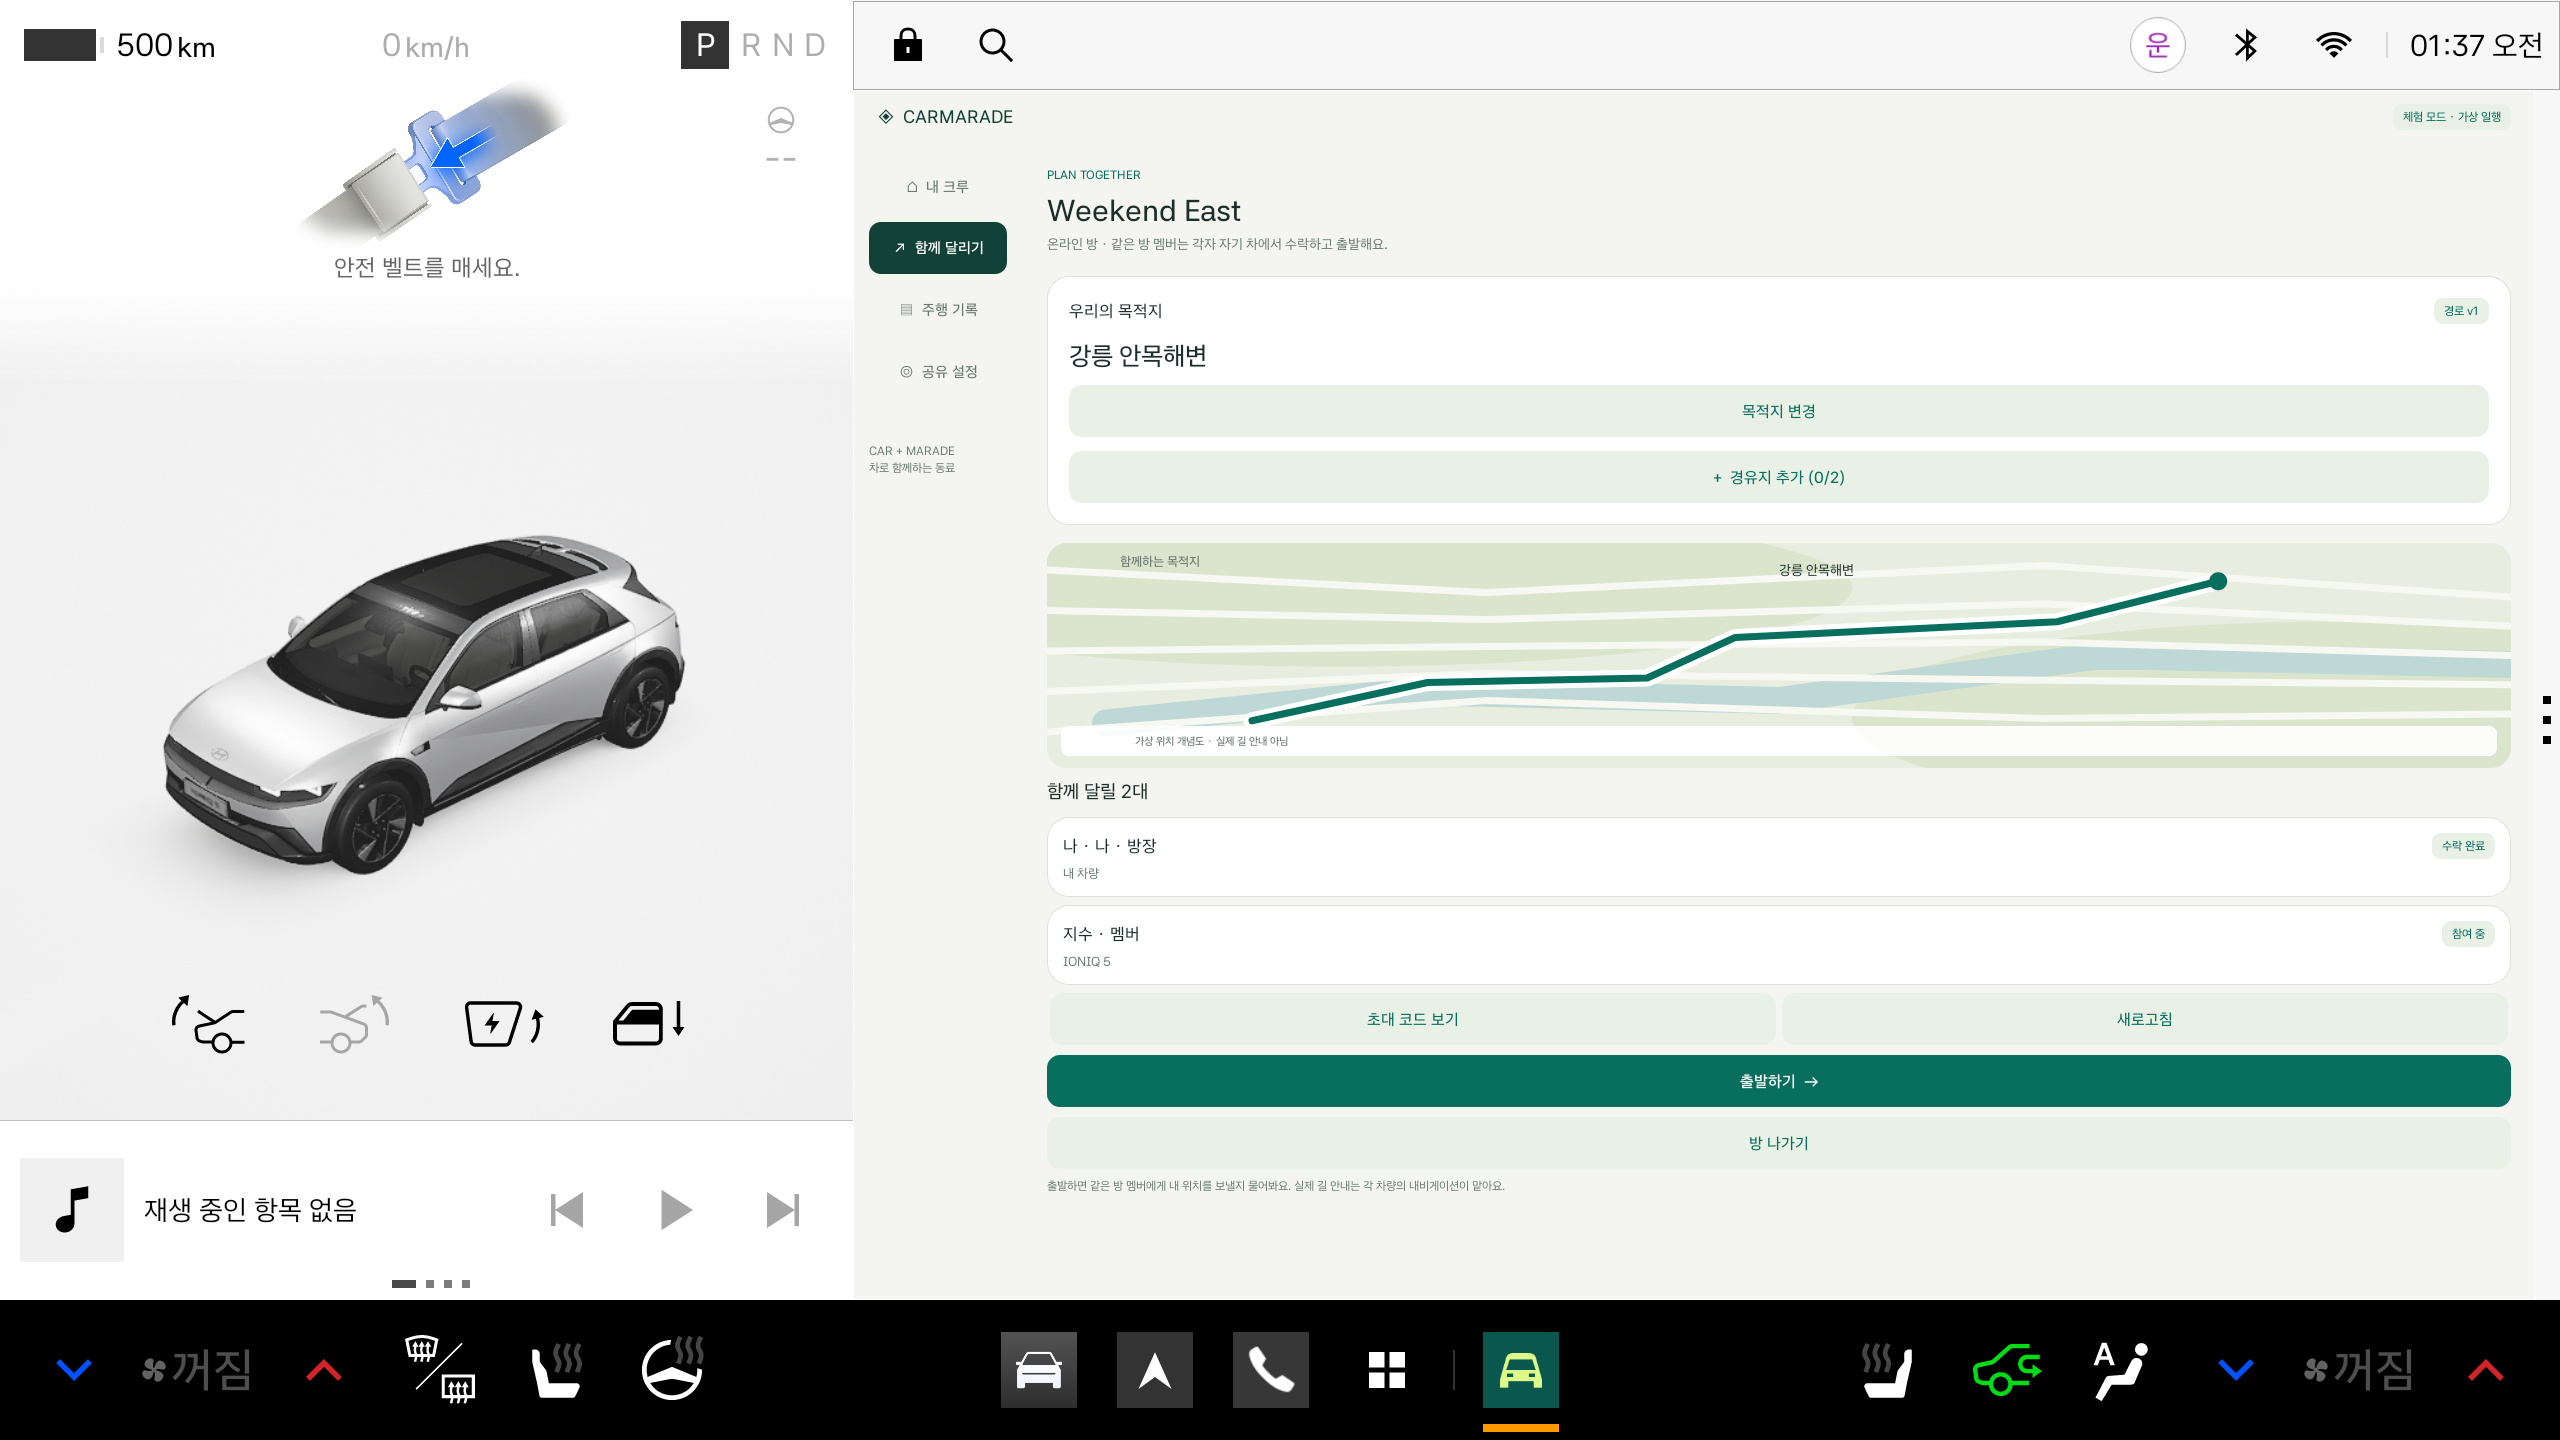 500 km
0 km/h
P R N D
안전 벨트를 매세요.
재생 중인 항목 없음
운
01:37 오전
CARMARADE
체험 모드 · 가상 일행
내 크루
함께 달리기
주행 기록
공유 설정
CAR + MARADE
차로 함께하는 동료
PLAN TOGETHER
Weekend East
온라인 방 · 같은 방 멤버는 각자 자기 차에서 수락하고 출발해요.
우리의 목적지
경로 v1
강릉 안목해변
목적지 변경
+ 경유지 추가 (0/2)
함께하는 목적지
강릉 안목해변
가상 위치 개념도 · 실제 길 안내 아님
함께 달릴 2대
나 · 나 · 방장
수락 완료
내 차량
지수 · 멤버
참여 중
IONIQ 5
초대 코드 보기
새로고침
출발하기 →
방 나가기
출발하면 같은 방 멤버에게 내 위치를 보낼지 물어봐요. 실제 길 안내는 각 차량의 내비게이션이 맡아요.
꺼짐
A
꺼짐